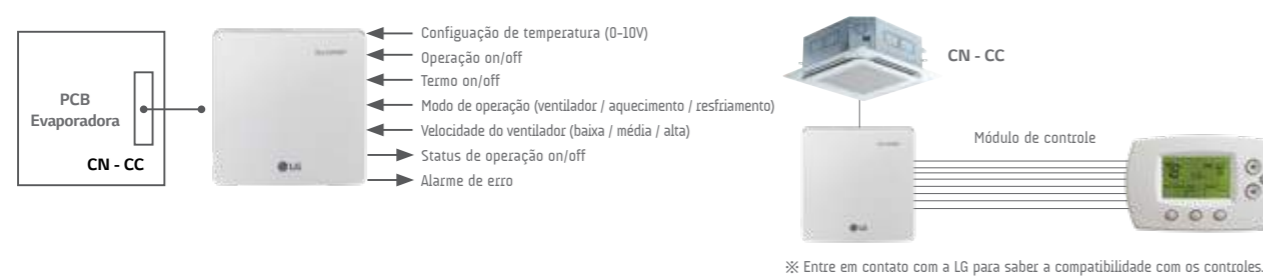 PCB
Evaporadora
CN - CC
LG
Configuação de temperatura (0-10V)
Operação on/off
Termo on/off
Modo de operação (ventilador / aquecimento / resfriamento)
Velocidade do ventilador (baixa / média / alta)
Status de operação on/off
Alarme de erro
CN - CC
Módulo de controle
LG
※ Entre em contato com a LG para saber a compatibilidade com os controles.